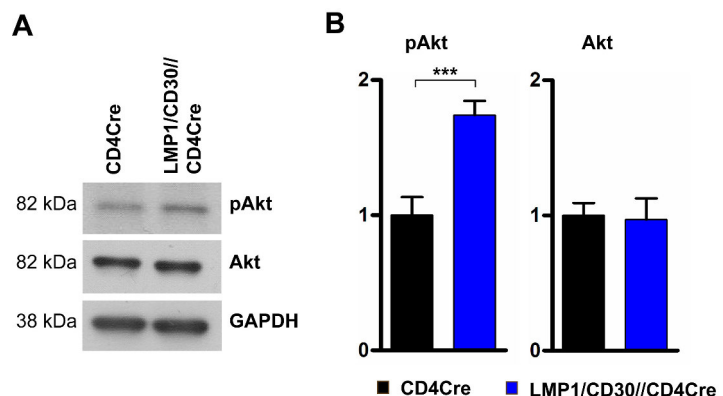 A
CD4Cre
LMP1/CD30//
CD4Cre
82 kDa pAkt
82 kDa Akt
38 kDa GAPDH
B
pAkt Akt
2 *** 2
1 1
0 0
CD4Cre LMP1/CD30//CD4Cre